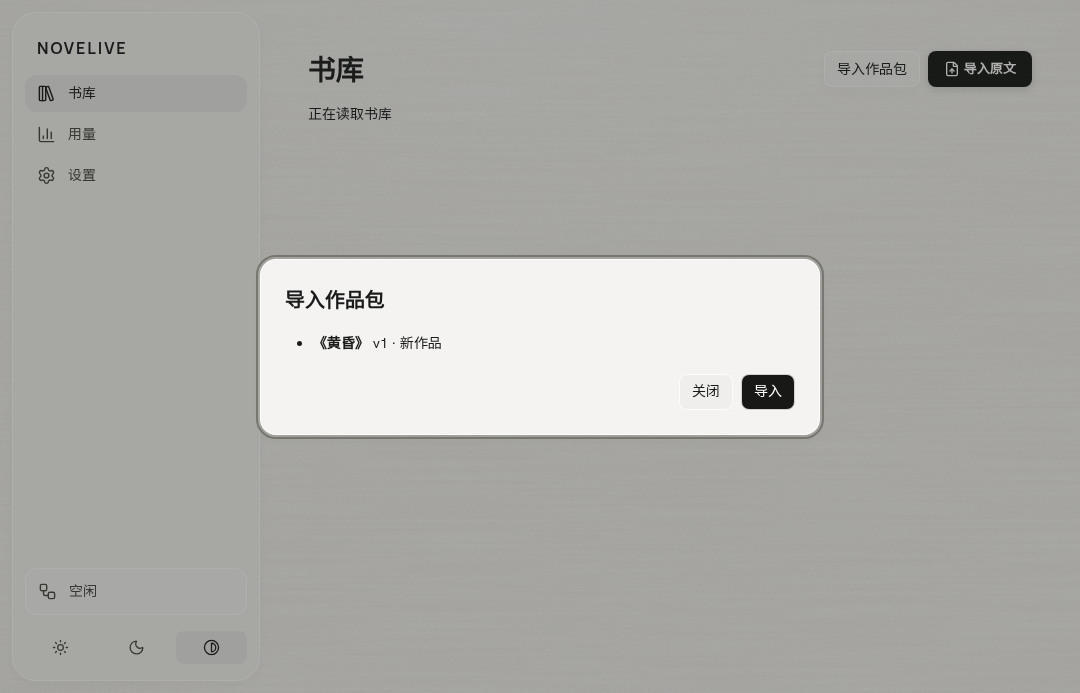 NOVELIVE
书库
用量
设置
空闲
书库
导入作品包
导入原文
正在读取书库
导入作品包
《黄昏》 v1 · 新作品
关闭
导入